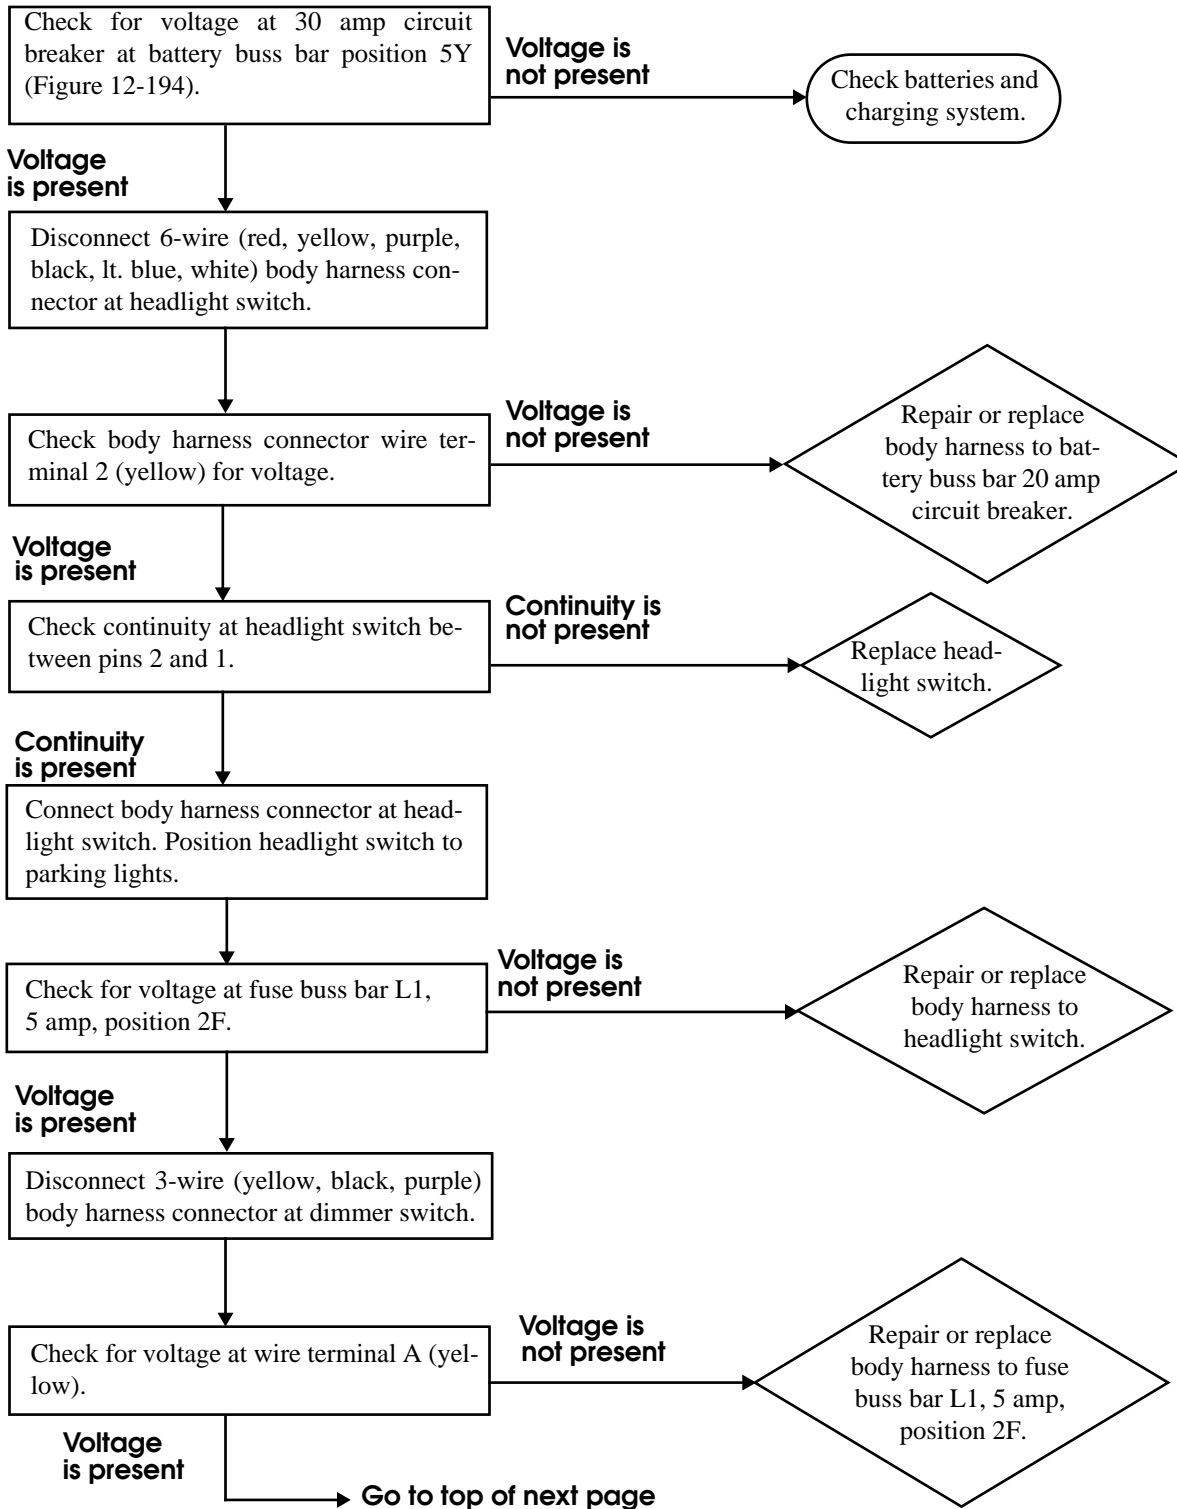 Check for voltage at 30 amp circuit
breaker at battery buss bar position 5Y
(Figure 12-194).
Voltage is
not present
Check batteries and
charging system.
Voltage
is present
Disconnect 6-wire (red, yellow, purple,
black, lt. blue, white) body harness con-
nector at headlight switch.
Check body harness connector wire ter-
minal 2 (yellow) for voltage.
Voltage is
not present
Repair or replace
body harness to bat-
tery buss bar 20 amp
circuit breaker.
Voltage
is present
Check continuity at headlight switch be-
tween pins 2 and 1.
Continuity is
not present
Replace head-
light switch.
Continuity
is present
Connect body harness connector at head-
light switch. Position headlight switch to
parking lights.
Check for voltage at fuse buss bar L1,
5 amp, position 2F.
Voltage is
not present
Repair or replace
body harness to
headlight switch.
Voltage
is present
Disconnect 3-wire (yellow, black, purple)
body harness connector at dimmer switch.
Check for voltage at wire terminal A (yel-
low).
Voltage is
not present
Repair or replace
body harness to fuse
buss bar L1, 5 amp,
position 2F.
Voltage
is present
Go to top of next page